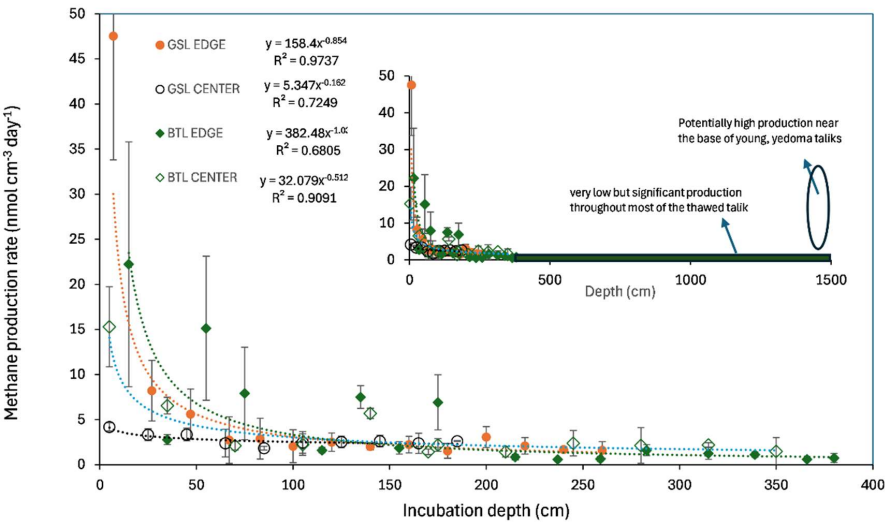 50
45
40
35
30
25
20
15
10
5
0
Methane production rate (nmol cm⁻³ day⁻¹)
GSL EDGE y = 158.4x⁻⁰·⁸⁵⁴
R² = 0.9737
GSL CENTER y = 5.347x⁻⁰·¹⁶²
R² = 0.7249
BTL EDGE y = 382.48x⁻¹·⁰
R² = 0.6805
BTL CENTER y = 32.079x⁻⁰·⁵¹²
R² = 0.9091
50
40
30
20
10
0
Potentially high production near
the base of young, yedoma taliks
very low but significant production
throughout most of the thawed talik
0 500 1000 1500
Depth (cm)
0 50 100 150 200 250 300 350 400
Incubation depth (cm)